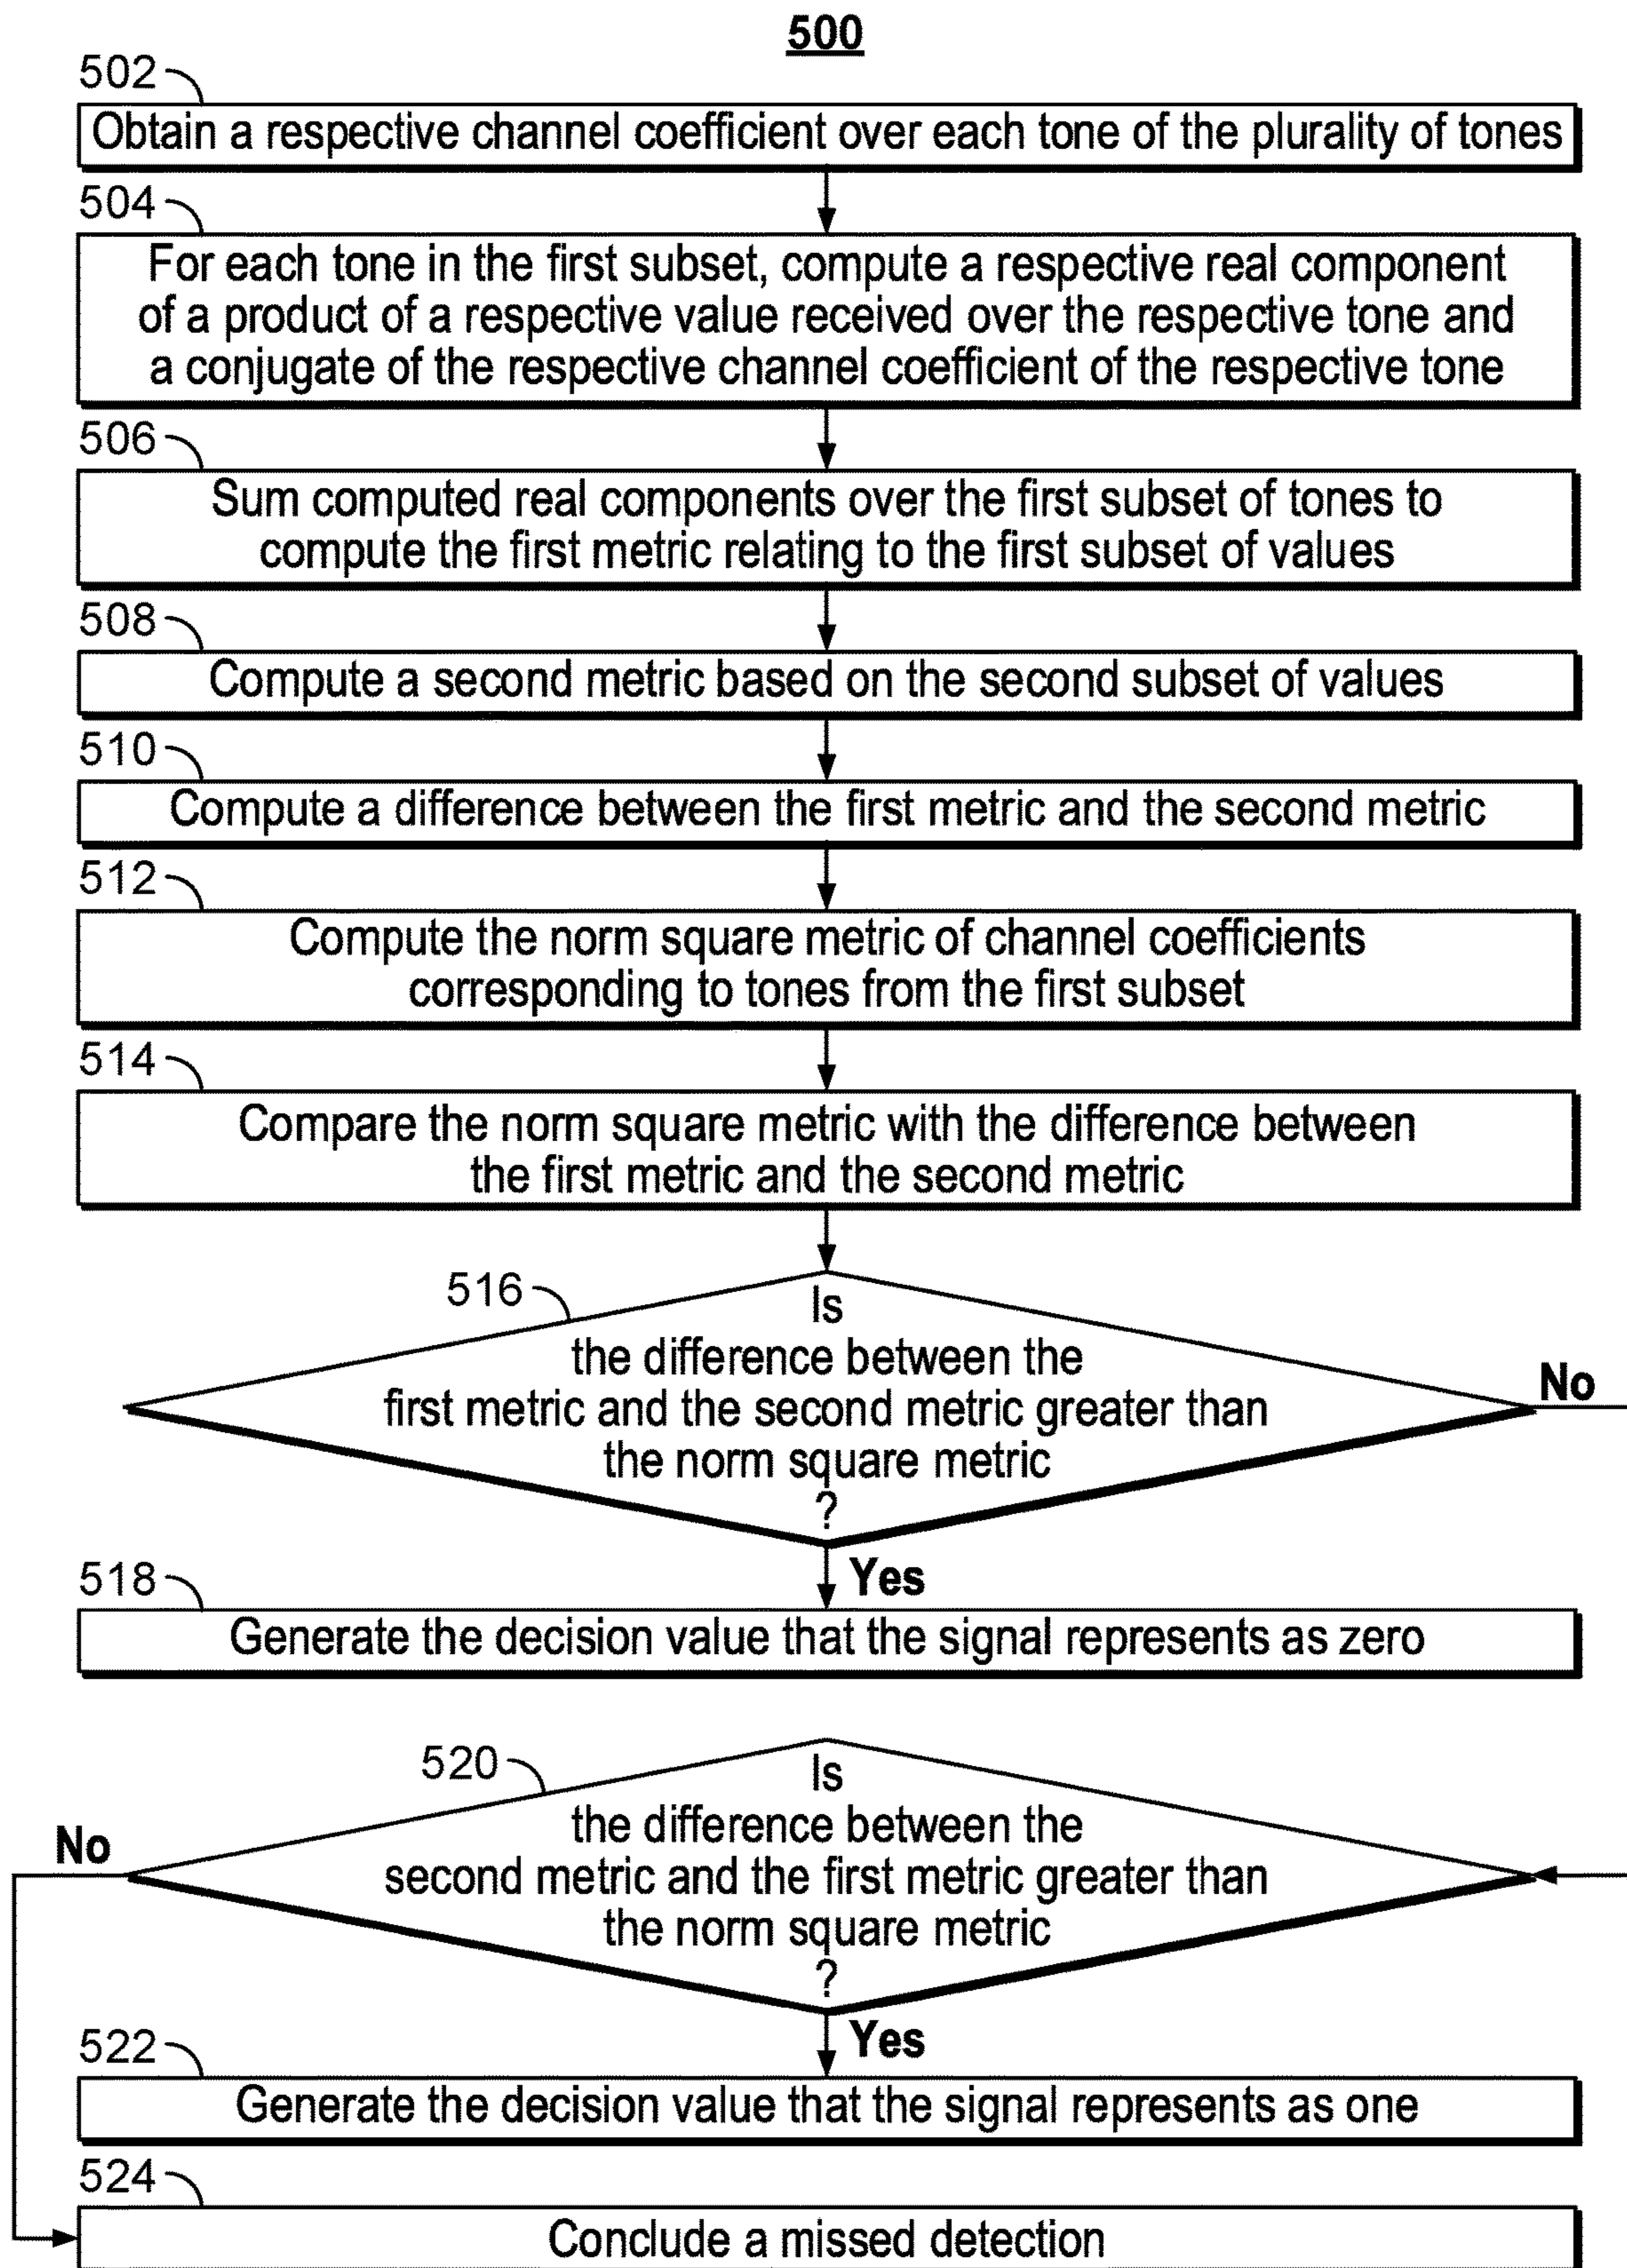 500
502
Obtain a respective channel coefficient over each tone of the plurality of tones
504
For each tone in the first subset, compute a respective real component
of a product of a respective value received over the respective tone and
a conjugate of the respective channel coefficient of the respective tone
506
Sum computed real components over the first subset of tones to
compute the first metric relating to the first subset of values
508
Compute a second metric based on the second subset of values
510
Compute a difference between the first metric and the second metric
512
Compute the norm square metric of channel coefficients
corresponding to tones from the first subset
514
Compare the norm square metric with the difference between
the first metric and the second metric
516
Is
the difference between the
first metric and the second metric greater than
the norm square metric
?
No
Yes
518
Generate the decision value that the signal represents as zero
520
Is
the difference between the
second metric and the first metric greater than
the norm square metric
?
No
Yes
522
Generate the decision value that the signal represents as one
524
Conclude a missed detection